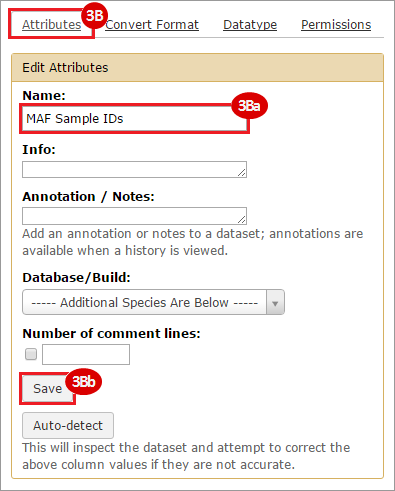 Attributes 3B Convert Format Datatype Permissions
Edit Attributes
Name:
3Ba
MAF Sample IDs
Info:
Annotation / Notes:
Add an annotation or notes to a dataset; annotations are
available when a history is viewed.
Database/Build:
----- Additional Species Are Below -----
Number of comment lines:
Save 3Bb
Auto-detect
This will inspect the dataset and attempt to correct the
above column values if they are not accurate.